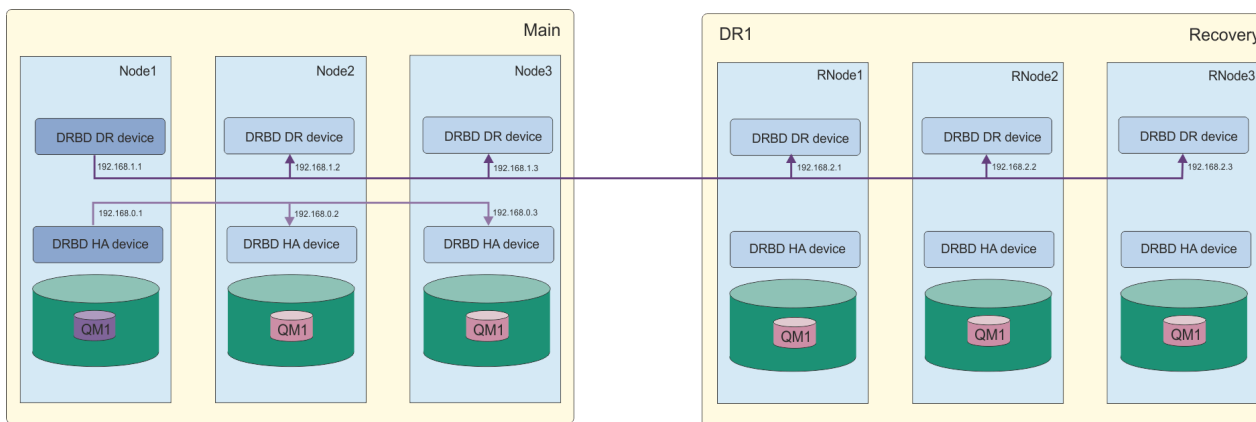 Main
DR1
Recovery
Node1
Node2
Node3
RNode1
RNode2
RNode3
DRBD DR device
DRBD DR device
DRBD DR device
DRBD DR device
DRBD DR device
DRBD DR device
192.168.1.1
192.168.1.2
192.168.1.3
192.168.2.1
192.168.2.2
192.168.2.3
192.168.0.1
192.168.0.2
192.168.0.3
DRBD HA device
DRBD HA device
DRBD HA device
DRBD HA device
DRBD HA device
DRBD HA device
QM1
QM1
QM1
QM1
QM1
QM1